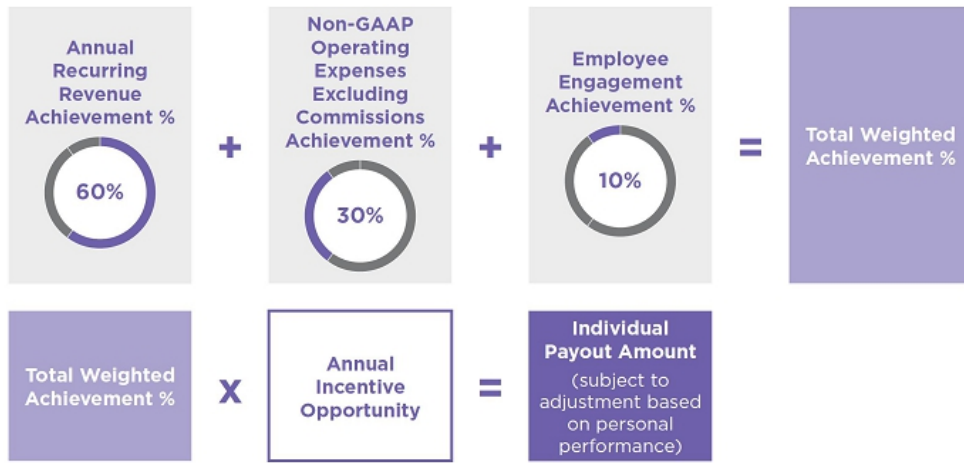 Annual
Recurring
Revenue
Achievement %
60%
+
Non-GAAP
Operating
Expenses
Excluding
Commissions
Achievement %
30%
+
Employee
Engagement
Achievement %
10%
=
Total Weighted
Achievement %
Total Weighted
Achievement %
x
Annual
Incentive
Opportunity
=
Individual
Payout Amount
(subject to
adjustment based
on personal
performance)